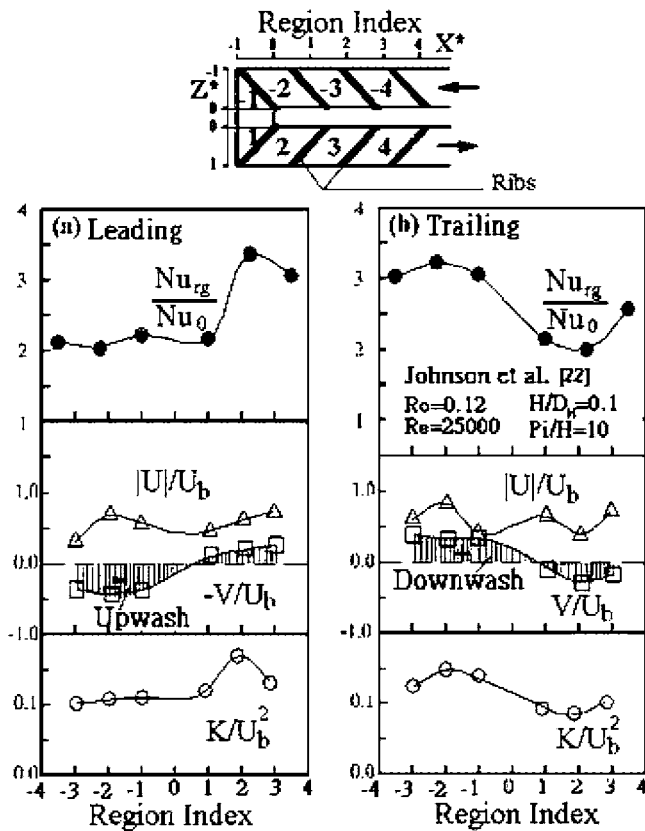 Region Index
-1 0 1 2 3 4 X*
Z* -1 0 0 1
-1 -2 -3 -4
1 2 3 4
Ribs
(a) Leading
4 3 2
Nu_rg/Nu_0
1.0 0.0 -1.0
|U|/U_b
-V/U_b
Upwash
0.1 0.0
K/U_b^2
-4 -3 -2 -1 0 1 2 3 4
Region Index
(b) Trailing
4 3 2
Nu_rg/Nu_0
Johnson et al. [22]
Ro=0.12 H/D_h=0.1
Re=25000 Pi/H=10
1.0 0.0 -1.0
|U|/U_b
Downwash
V/U_b
0.1 0.0
K/U_b^2
-4 -3 -2 -1 0 1 2 3 4
Region Index